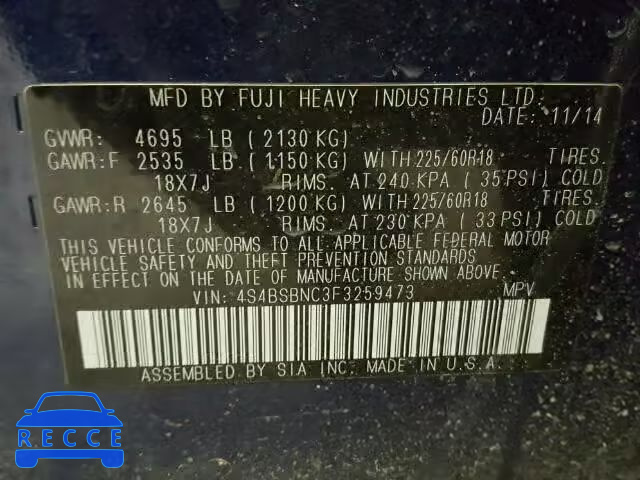 MFD BY FUJI HEAVY INDUSTRIES LTD.
DATE: 11/14
GVWR: 4695 LB (2130 KG)
GAWR:F 2535 LB (1150 KG) WITH 225/60R18 TIRES.
18X7J RIMS. AT 240 KPA (35 PSI) COLD
GAWR:R 2645 LB (1200 KG) WITH 225/60R18 TIRES.
18X7J RIMS. AT 230 KPA (33 PSI) COLD
THIS VEHICLE CONFORMS TO ALL APPLICABLE FEDERAL MOTOR
VEHICLE SAFETY AND THEFT PREVENTION STANDARDS
IN EFFECT ON THE DATE OF MANUFACTURE SHOWN ABOVE.
VIN: 4S4BSBNC3F3259473 MPV
ASSEMBLED BY SIA INC. MADE IN U.S.A.
RECCE